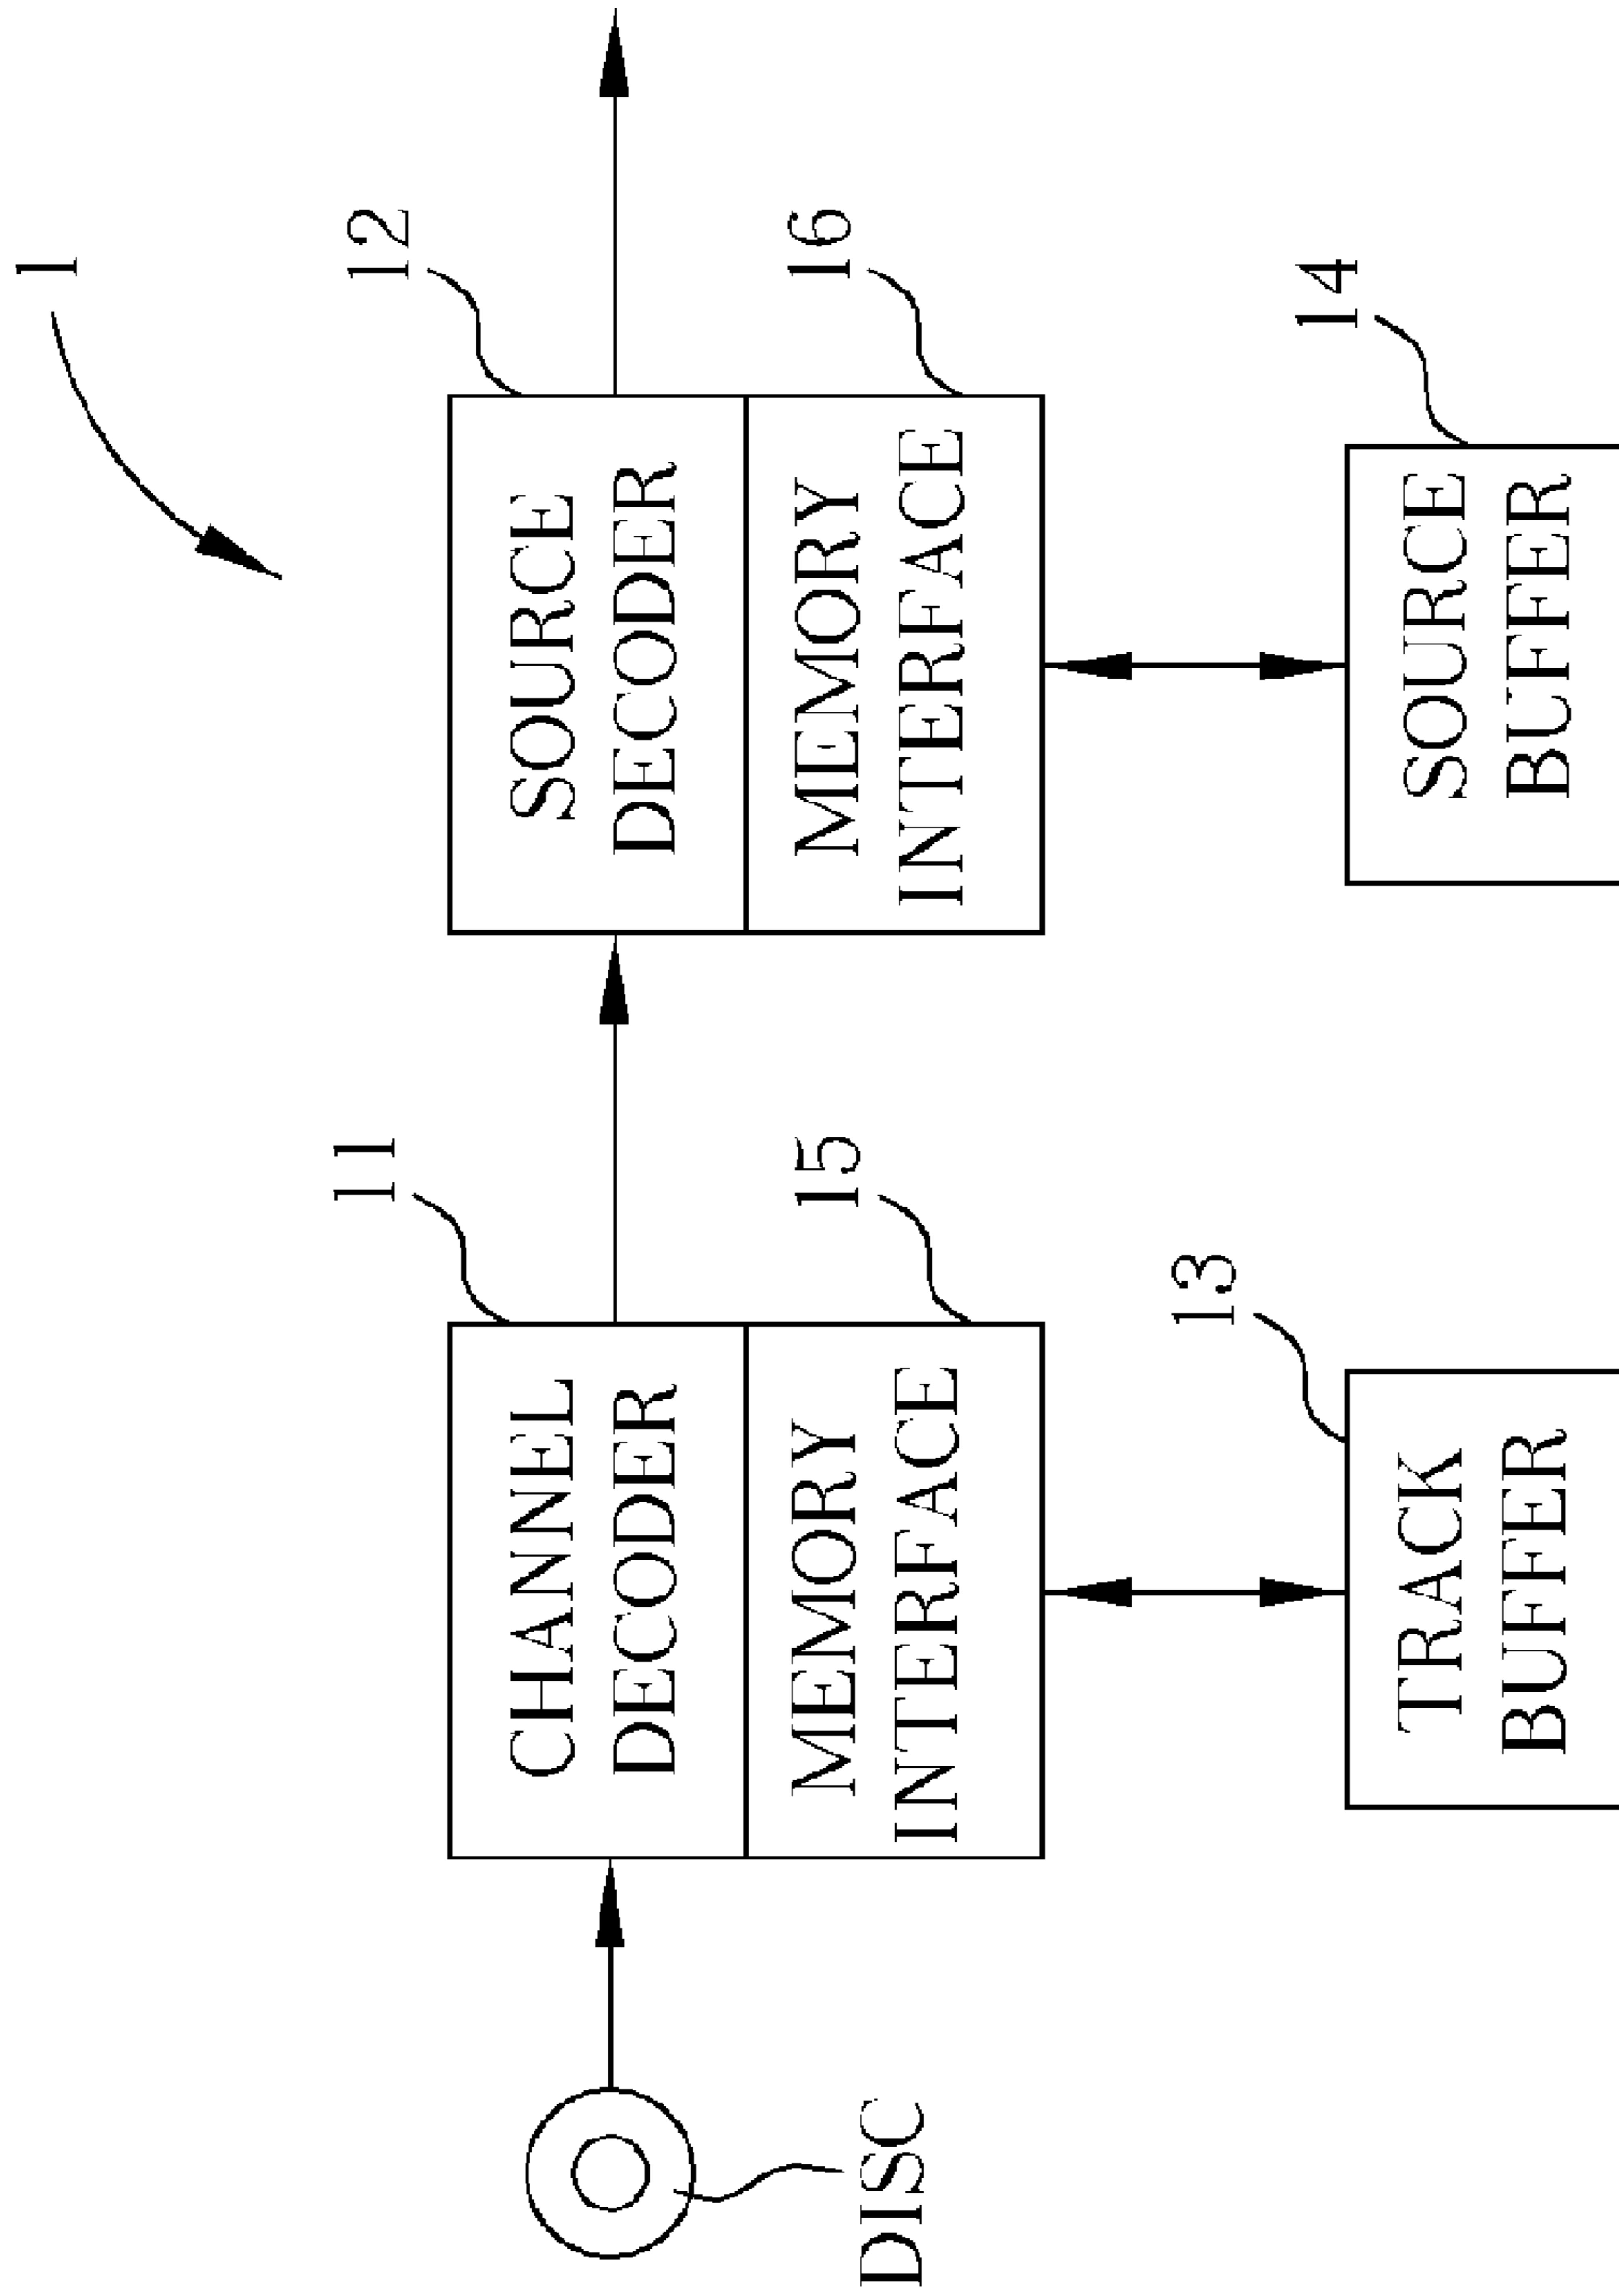 1
11
12
CHANNEL
DECODER
SOURCE
DECODER
15
16
MEMORY
INTERFACE
MEMORY
INTERFACE
DISC
13
14
TRACK
BUFFER
SOURCE
BUFFER